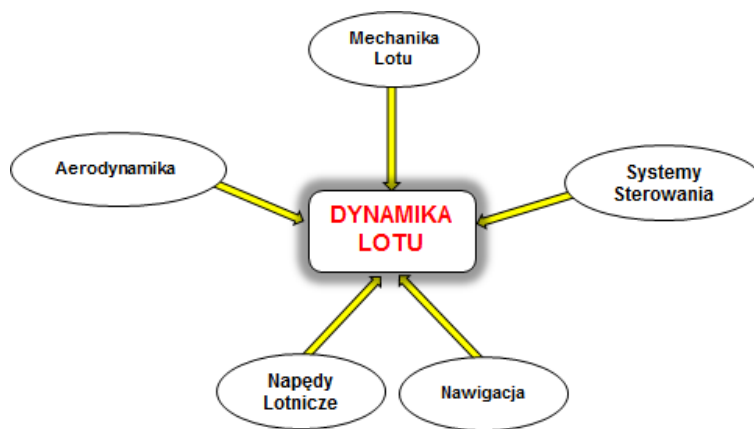 Mechanika
Lotu
Aerodynamika
Systemy
Sterowania
DYNAMIKA
LOTU
Napędy
Lotnicze
Nawigacja